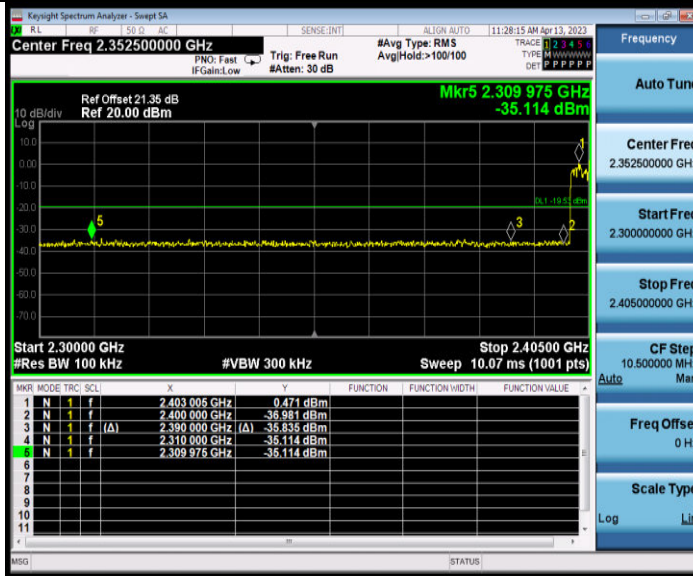 Keysight Spectrum Analyzer - Swept SA
RL RF 50 Ω AC SENSE:INT ALIGN AUTO 11:28:15 AM Apr 13, 2023
Center Freq 2.352500000 GHz
PNO: Fast
IFGain:Low
Trig: Free Run
#Atten: 30 dB
#Avg Type: RMS
Avg|Hold:>100/100
TRACE 1 2 3 4 5 6
TYPE M W W W W W
DET P P P P P P
Ref Offset 21.35 dB
10 dB/div Ref 20.00 dBm
Log
Mkr5 2.309 975 GHz
-35.114 dBm
10.0
0.00
-10.0
-20.0
-30.0
-40.0
-50.0
-60.0
-70.0
1
DL1 -19.53 dBm
5
3
2
Start 2.30000 GHz Stop 2.40500 GHz
#Res BW 100 kHz #VBW 300 kHz Sweep 10.07 ms (1001 pts)
MKR MODE TRC SCL X Y FUNCTION FUNCTION WIDTH FUNCTION VALUE
1 N 1 f 2.403 005 GHz 0.471 dBm
2 N 1 f 2.400 000 GHz -36.981 dBm
3 N 1 f (Δ) 2.390 000 GHz (Δ) -35.835 dBm
4 N 1 f 2.310 000 GHz -35.114 dBm
5 N 1 f 2.309 975 GHz -35.114 dBm
6
7
8
9
10
11
MSG STATUS
Frequency
Auto Tune
Center Freq
2.352500000 GHz
Start Freq
2.300000000 GHz
Stop Freq
2.405000000 GHz
CF Step
10.500000 MHz
Auto Man
Freq Offset
0 Hz
Scale Type
Log Lin